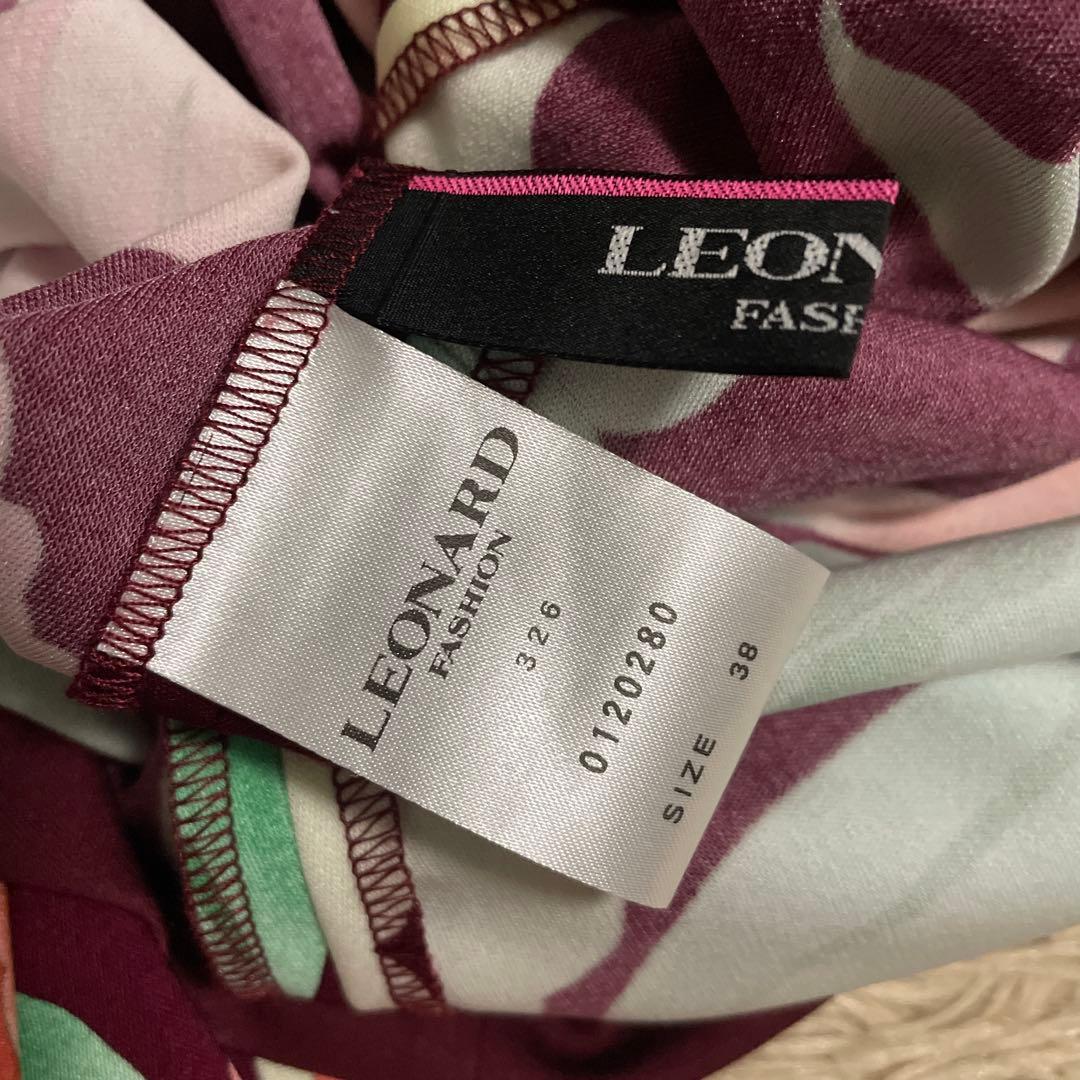 LEON
FASH
LEONARD
FASHION
326
0120280
SIZE 38